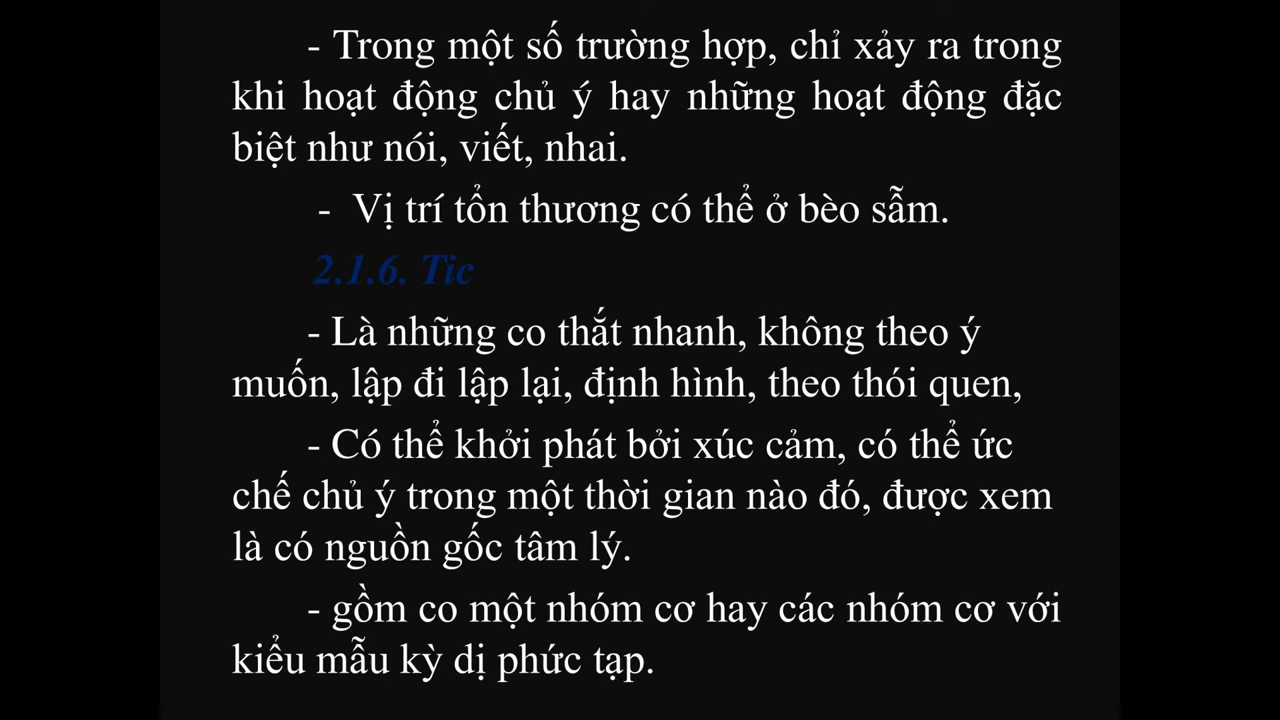 - Trong một số trường hợp, chỉ xảy ra trong
khi hoạt động chủ ý hay những hoạt động đặc
biệt như nói, viết, nhai.
- Vị trí tổn thương có thể ở bèo sẫm.
2.1.6. Tic
- Là những co thắt nhanh, không theo ý
muốn, lập đi lập lại, định hình, theo thói quen,
- Có thể khởi phát bởi xúc cảm, có thể ức
chế chủ ý trong một thời gian nào đó, được xem
là có nguồn gốc tâm lý.
- gồm co một nhóm cơ hay các nhóm cơ với
kiểu mẫu kỳ dị phức tạp.